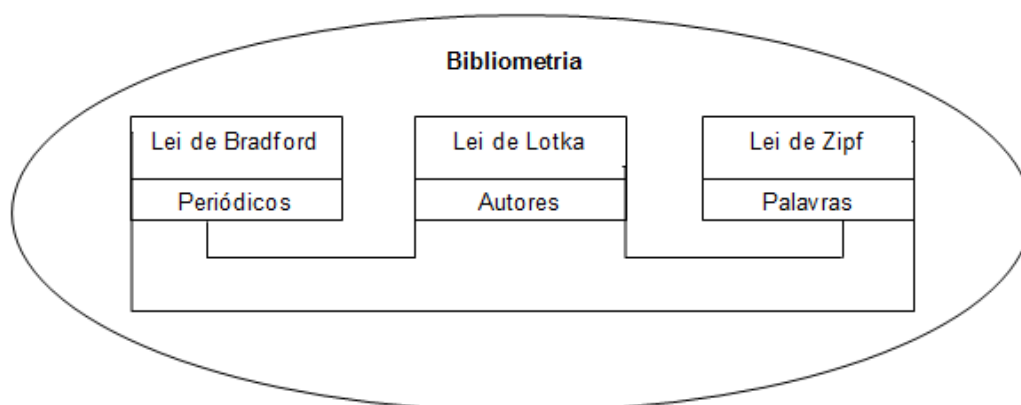 Bibliometria
Lei de Bradford
Periódicos
Lei de Lotka
Autores
Lei de Zipf
Palavras